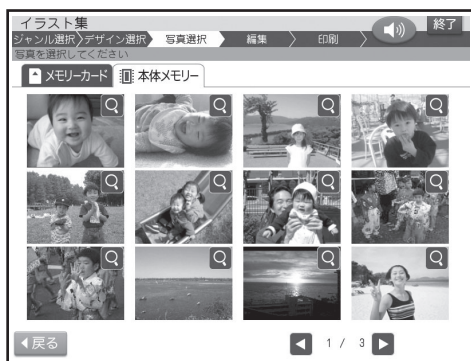 イラスト集
終了
ジャンル選択〉デザイン選択 写真選択 編集 〉 印刷
写真を選択してください
メモリーカード 本体メモリー
戻る
1 / 3